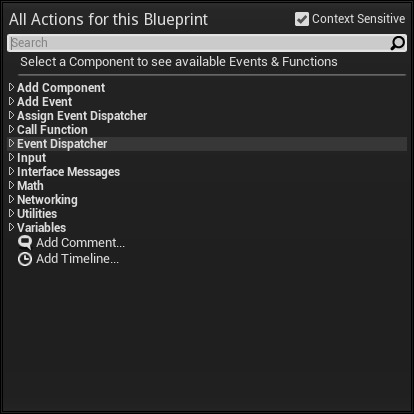 All Actions for this Blueprint
Context Sensitive
Search
Select a Component to see available Events & Functions
Add Component
Add Event
Assign Event Dispatcher
Call Function
Event Dispatcher
Input
Interface Messages
Math
Networking
Utilities
Variables
Add Comment...
Add Timeline...